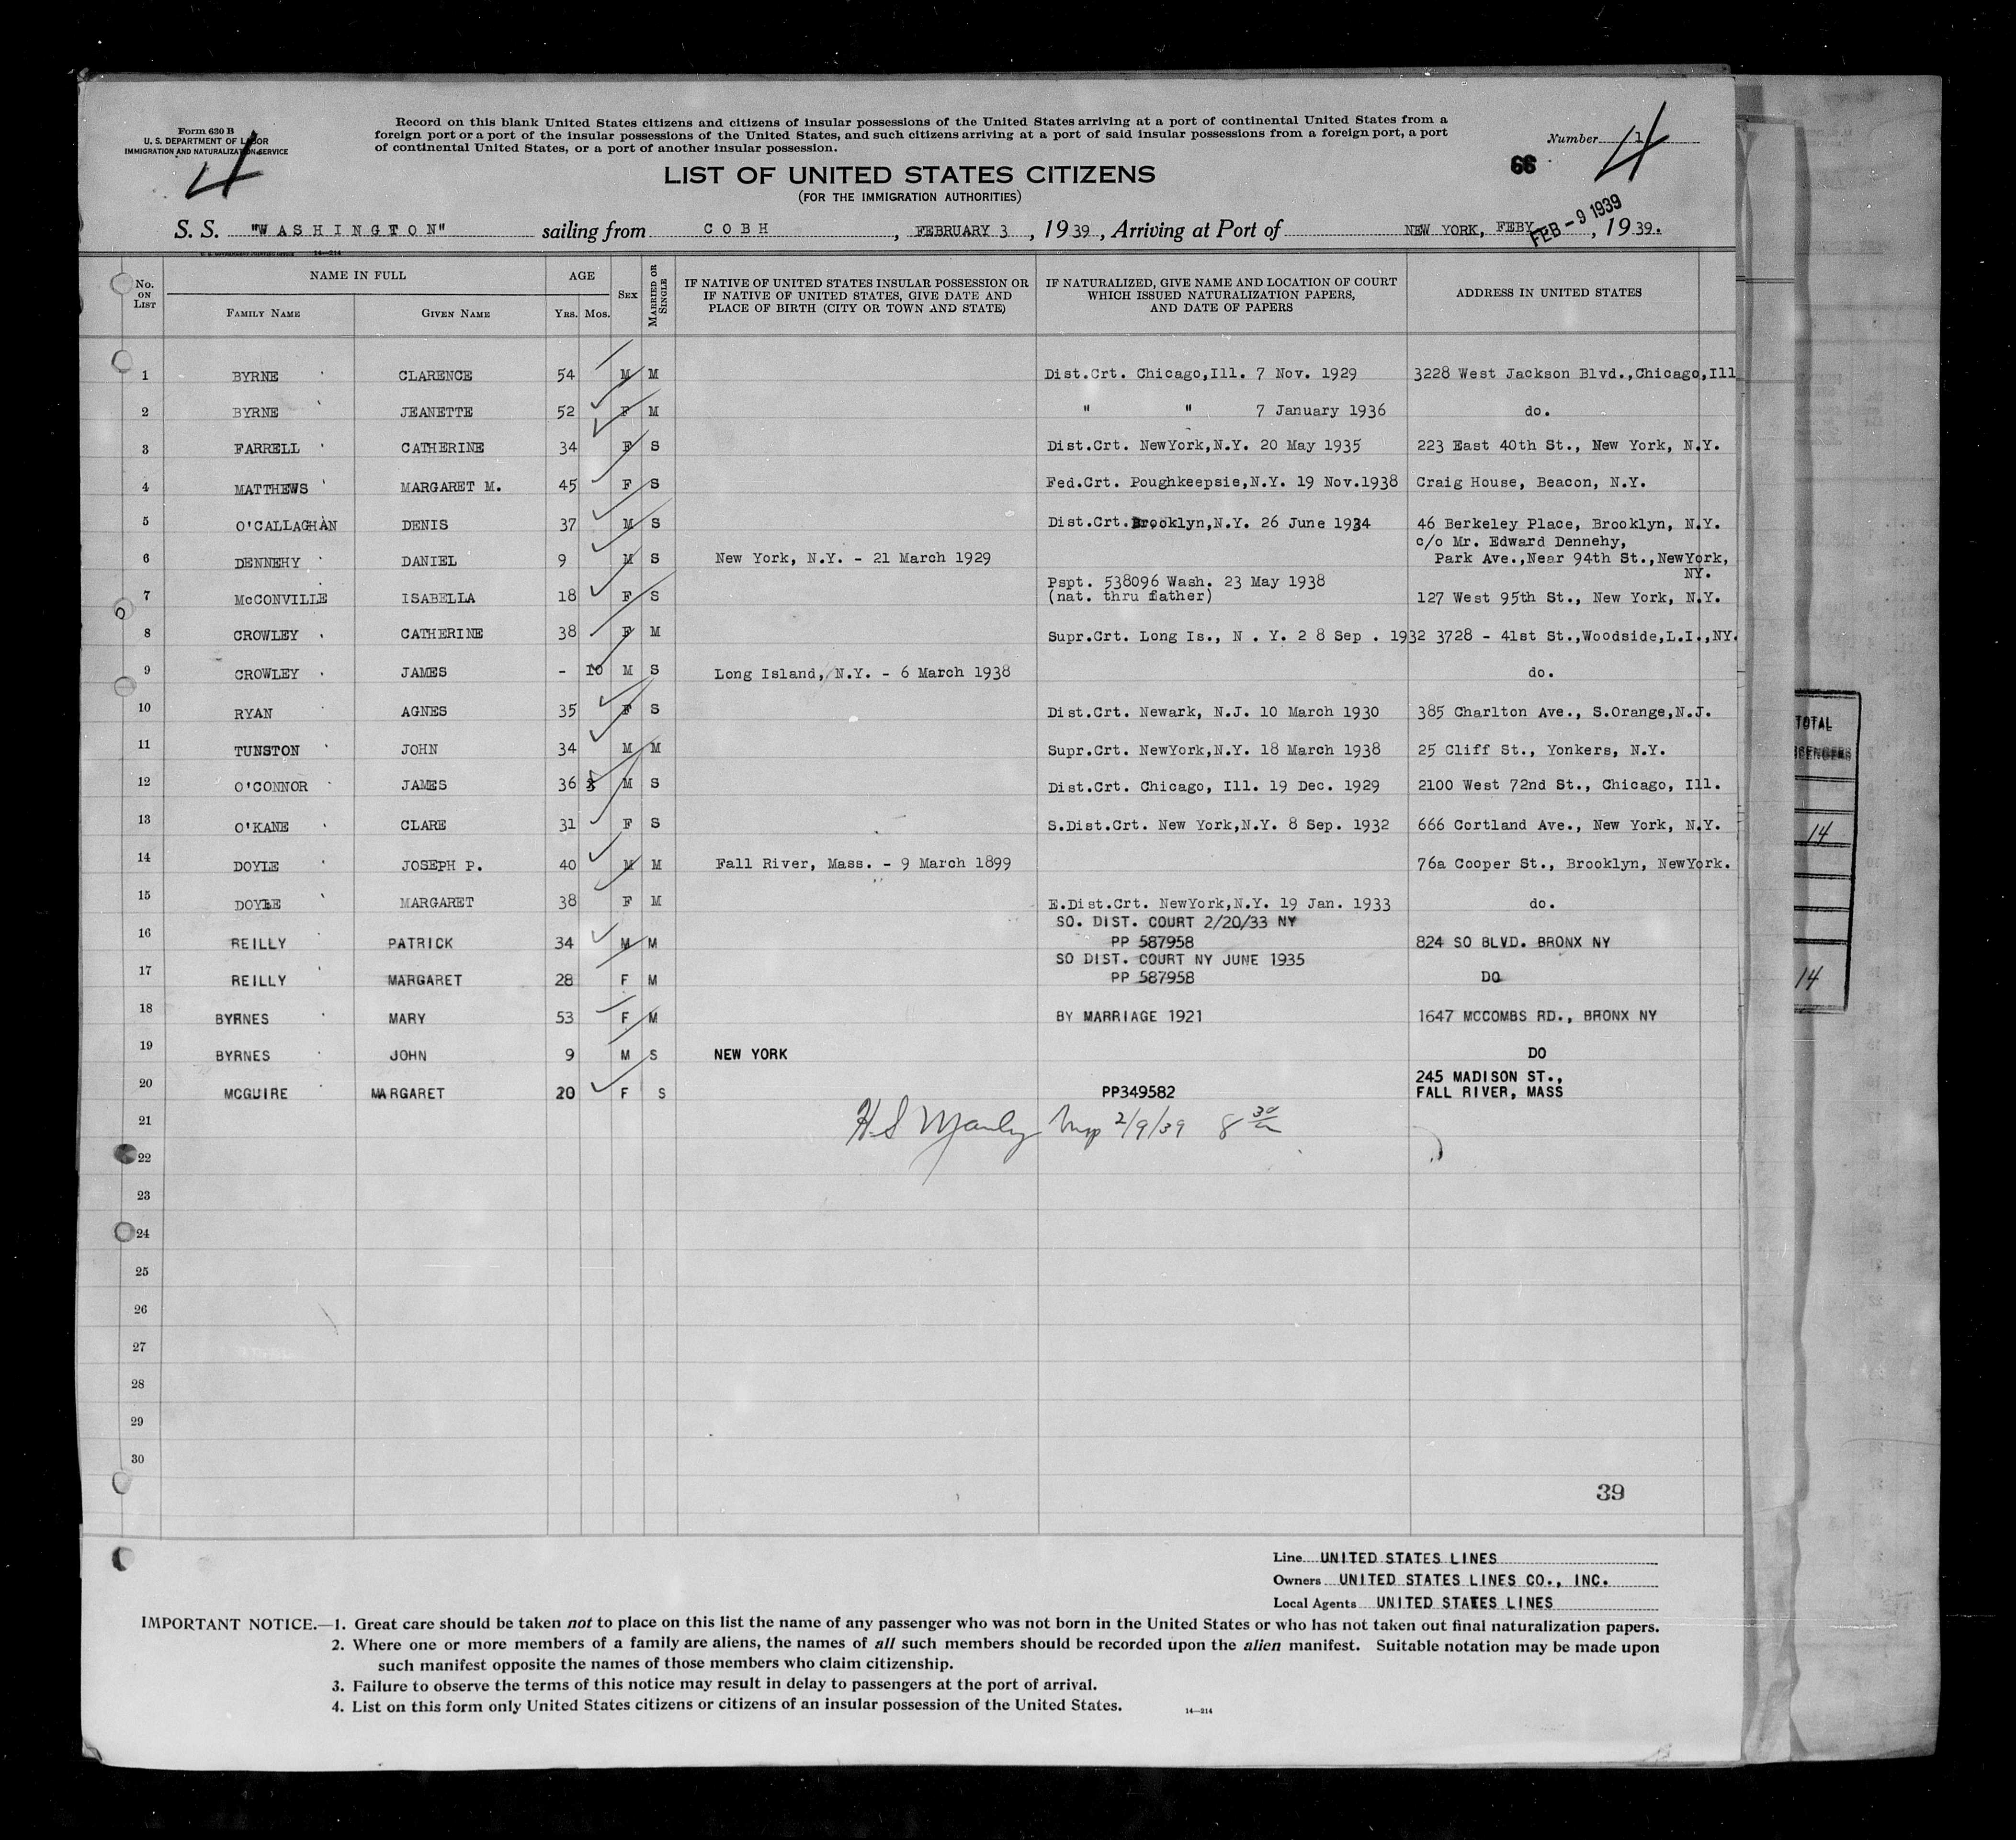 Form 630 B
U. S. DEPARTMENT OF LABOR
IMMIGRATION AND NATURALIZATION SERVICE
4
Record on this blank United States citizens and citizens of insular possessions of the United States arriving at a port of continental United States from a
foreign port or a port of the insular possessions of the United States, and such citizens arriving at a port of said insular possessions from a foreign port, a port
of continental United States, or a port of another insular possession.
Number 1
4
66
LIST OF UNITED STATES CITIZENS
(FOR THE IMMIGRATION AUTHORITIES)
S. S. "WASHINGTON" sailing from COBH, FEBRUARY 3, 1939, Arriving at Port of NEW YORK, FEBY FEB -9 1939, 1939.
14—214
No. ON LIST NAME IN FULL AGE SEX MARRIED OR SINGLE IF NATIVE OF UNITED STATES INSULAR POSSESSION OR IF NATIVE OF UNITED STATES, GIVE DATE AND PLACE OF BIRTH (CITY OR TOWN AND STATE) IF NATURALIZED, GIVE NAME AND LOCATION OF COURT WHICH ISSUED NATURALIZATION PAPERS, AND DATE OF PAPERS ADDRESS IN UNITED STATES
FAMILY NAME GIVEN NAME YRS. MOS.
1 BYRNE CLARENCE 54 M M Dist.Crt. Chicago,Ill. 7 Nov. 1929 3228 West Jackson Blvd.,Chicago,Ill
2 BYRNE JEANETTE 52 F M " " 7 January 1936 do.
3 FARRELL CATHERINE 34 F S Dist.Crt. NewYork,N.Y. 20 May 1935 223 East 40th St., New York, N.Y.
4 MATTHEWS MARGARET M. 45 F S Fed.Crt. Poughkeepsie,N.Y. 19 Nov.1938 Craig House, Beacon, N.Y.
5 O'CALLAGHAN DENIS 37 M S Dist.Crt.Brooklyn,N.Y. 26 June 1934 46 Berkeley Place, Brooklyn, N.Y.
c/o Mr. Edward Dennehy,
6 DENNEHY DANIEL 9 M S New York, N.Y. - 21 March 1929 Park Ave.,Near 94th St.,NewYork,
NY.
Pspt. 538096 Wash. 23 May 1938
7 McCONVILLE ISABELLA 18 F S (nat. thru father) 127 West 95th St., New York, N.Y.
8 CROWLEY CATHERINE 38 F M Supr.Crt. Long Is., N . Y. 2 8 Sep . 1932 3728 - 41st St.,Woodside,L.I.,NY.
9 CROWLEY JAMES - 10 M S Long Island, N.Y. - 6 March 1938 do.
10 RYAN AGNES 35 F S Dist.Crt. Newark, N.J. 10 March 1930 385 Charlton Ave., S.Orange,N.J.
11 TUNSTON JOHN 34 M M Supr.Crt. NewYork,N.Y. 18 March 1938 25 Cliff St., Yonkers, N.Y.
12 O'CONNOR JAMES 36 M S Dist.Crt. Chicago, Ill. 19 Dec. 1929 2100 West 72nd St., Chicago, Ill.
13 O'KANE CLARE 31 F S S.Dist.Crt. New York,N.Y. 8 Sep. 1932 666 Cortland Ave., New York, N.Y.
14 DOYLE JOSEPH P. 40 M M Fall River, Mass. - 9 March 1899 76a Cooper St., Brooklyn, NewYork.
15 DOYLE MARGARET 38 F M E.Dist.Crt. NewYork,N.Y. 19 Jan. 1933 do.
SO. DIST. COURT 2/20/33 NY
16 REILLY PATRICK 34 M M PP 587958 824 SO BLVD. BRONX NY
SO DIST. COURT NY JUNE 1935
17 REILLY MARGARET 28 F M PP 587958 DO
18 BYRNES MARY 53 F M BY MARRIAGE 1921 1647 MCCOMBS RD., BRONX NY
19 BYRNES JOHN 9 M S NEW YORK DO
245 MADISON ST.,
20 MCGUIRE MARGARET 20 F S PP349582 FALL RIVER, MASS
21 H.S 2/9/39 8 30
22
23
24
25
26
27
28
29
30
39
TOTAL
14
14
Line UNITED STATES LINES
Owners UNITED STATES LINES CO., INC.
Local Agents UNITED STATES LINES
IMPORTANT NOTICE.—1. Great care should be taken not to place on this list the name of any passenger who was not born in the United States or who has not taken out final naturalization papers.
2. Where one or more members of a family are aliens, the names of all such members should be recorded upon the alien manifest. Suitable notation may be made upon
such manifest opposite the names of those members who claim citizenship.
3. Failure to observe the terms of this notice may result in delay to passengers at the port of arrival.
4. List on this form only United States citizens or citizens of an insular possession of the United States.
14—214